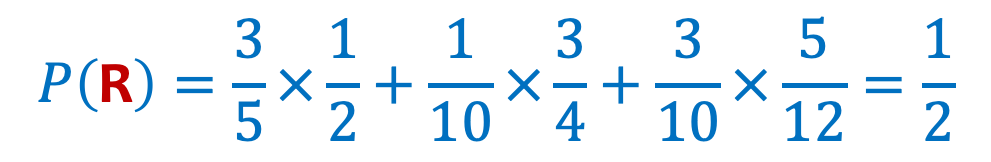 P(R) = 3/5 × 1/2 + 1/10 × 3/4 + 3/10 × 5/12 = 1/2